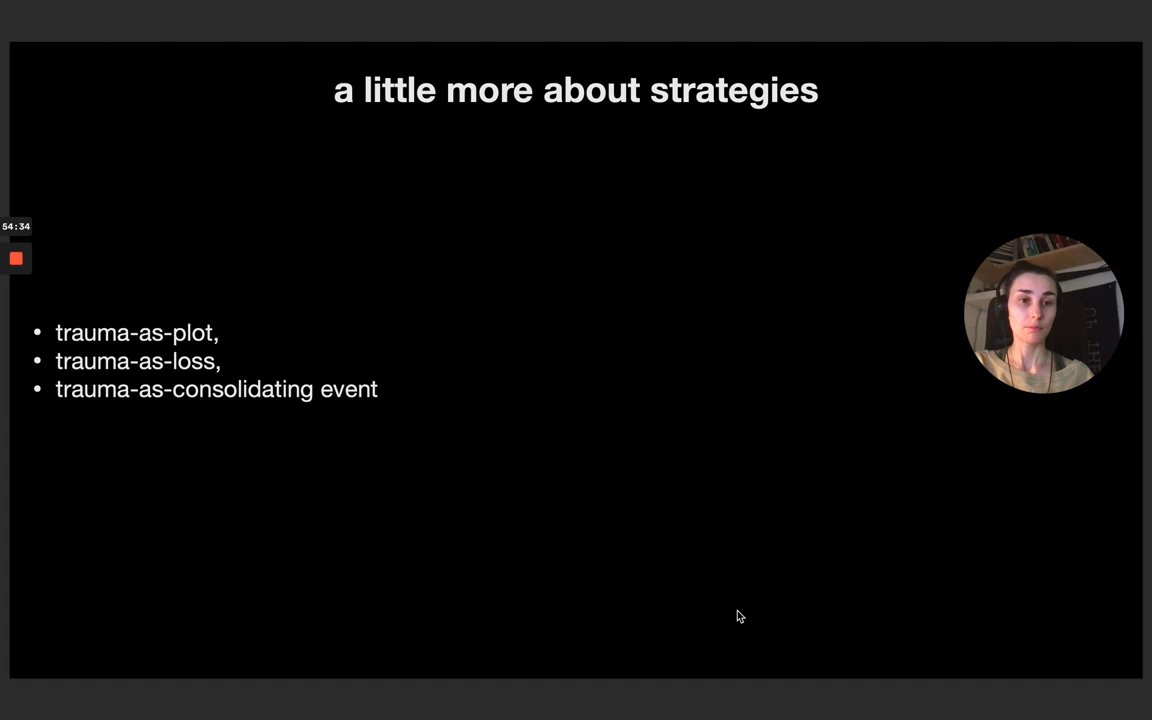 a little more about strategies
54:34
• trauma-as-plot,
• trauma-as-loss,
• trauma-as-consolidating event